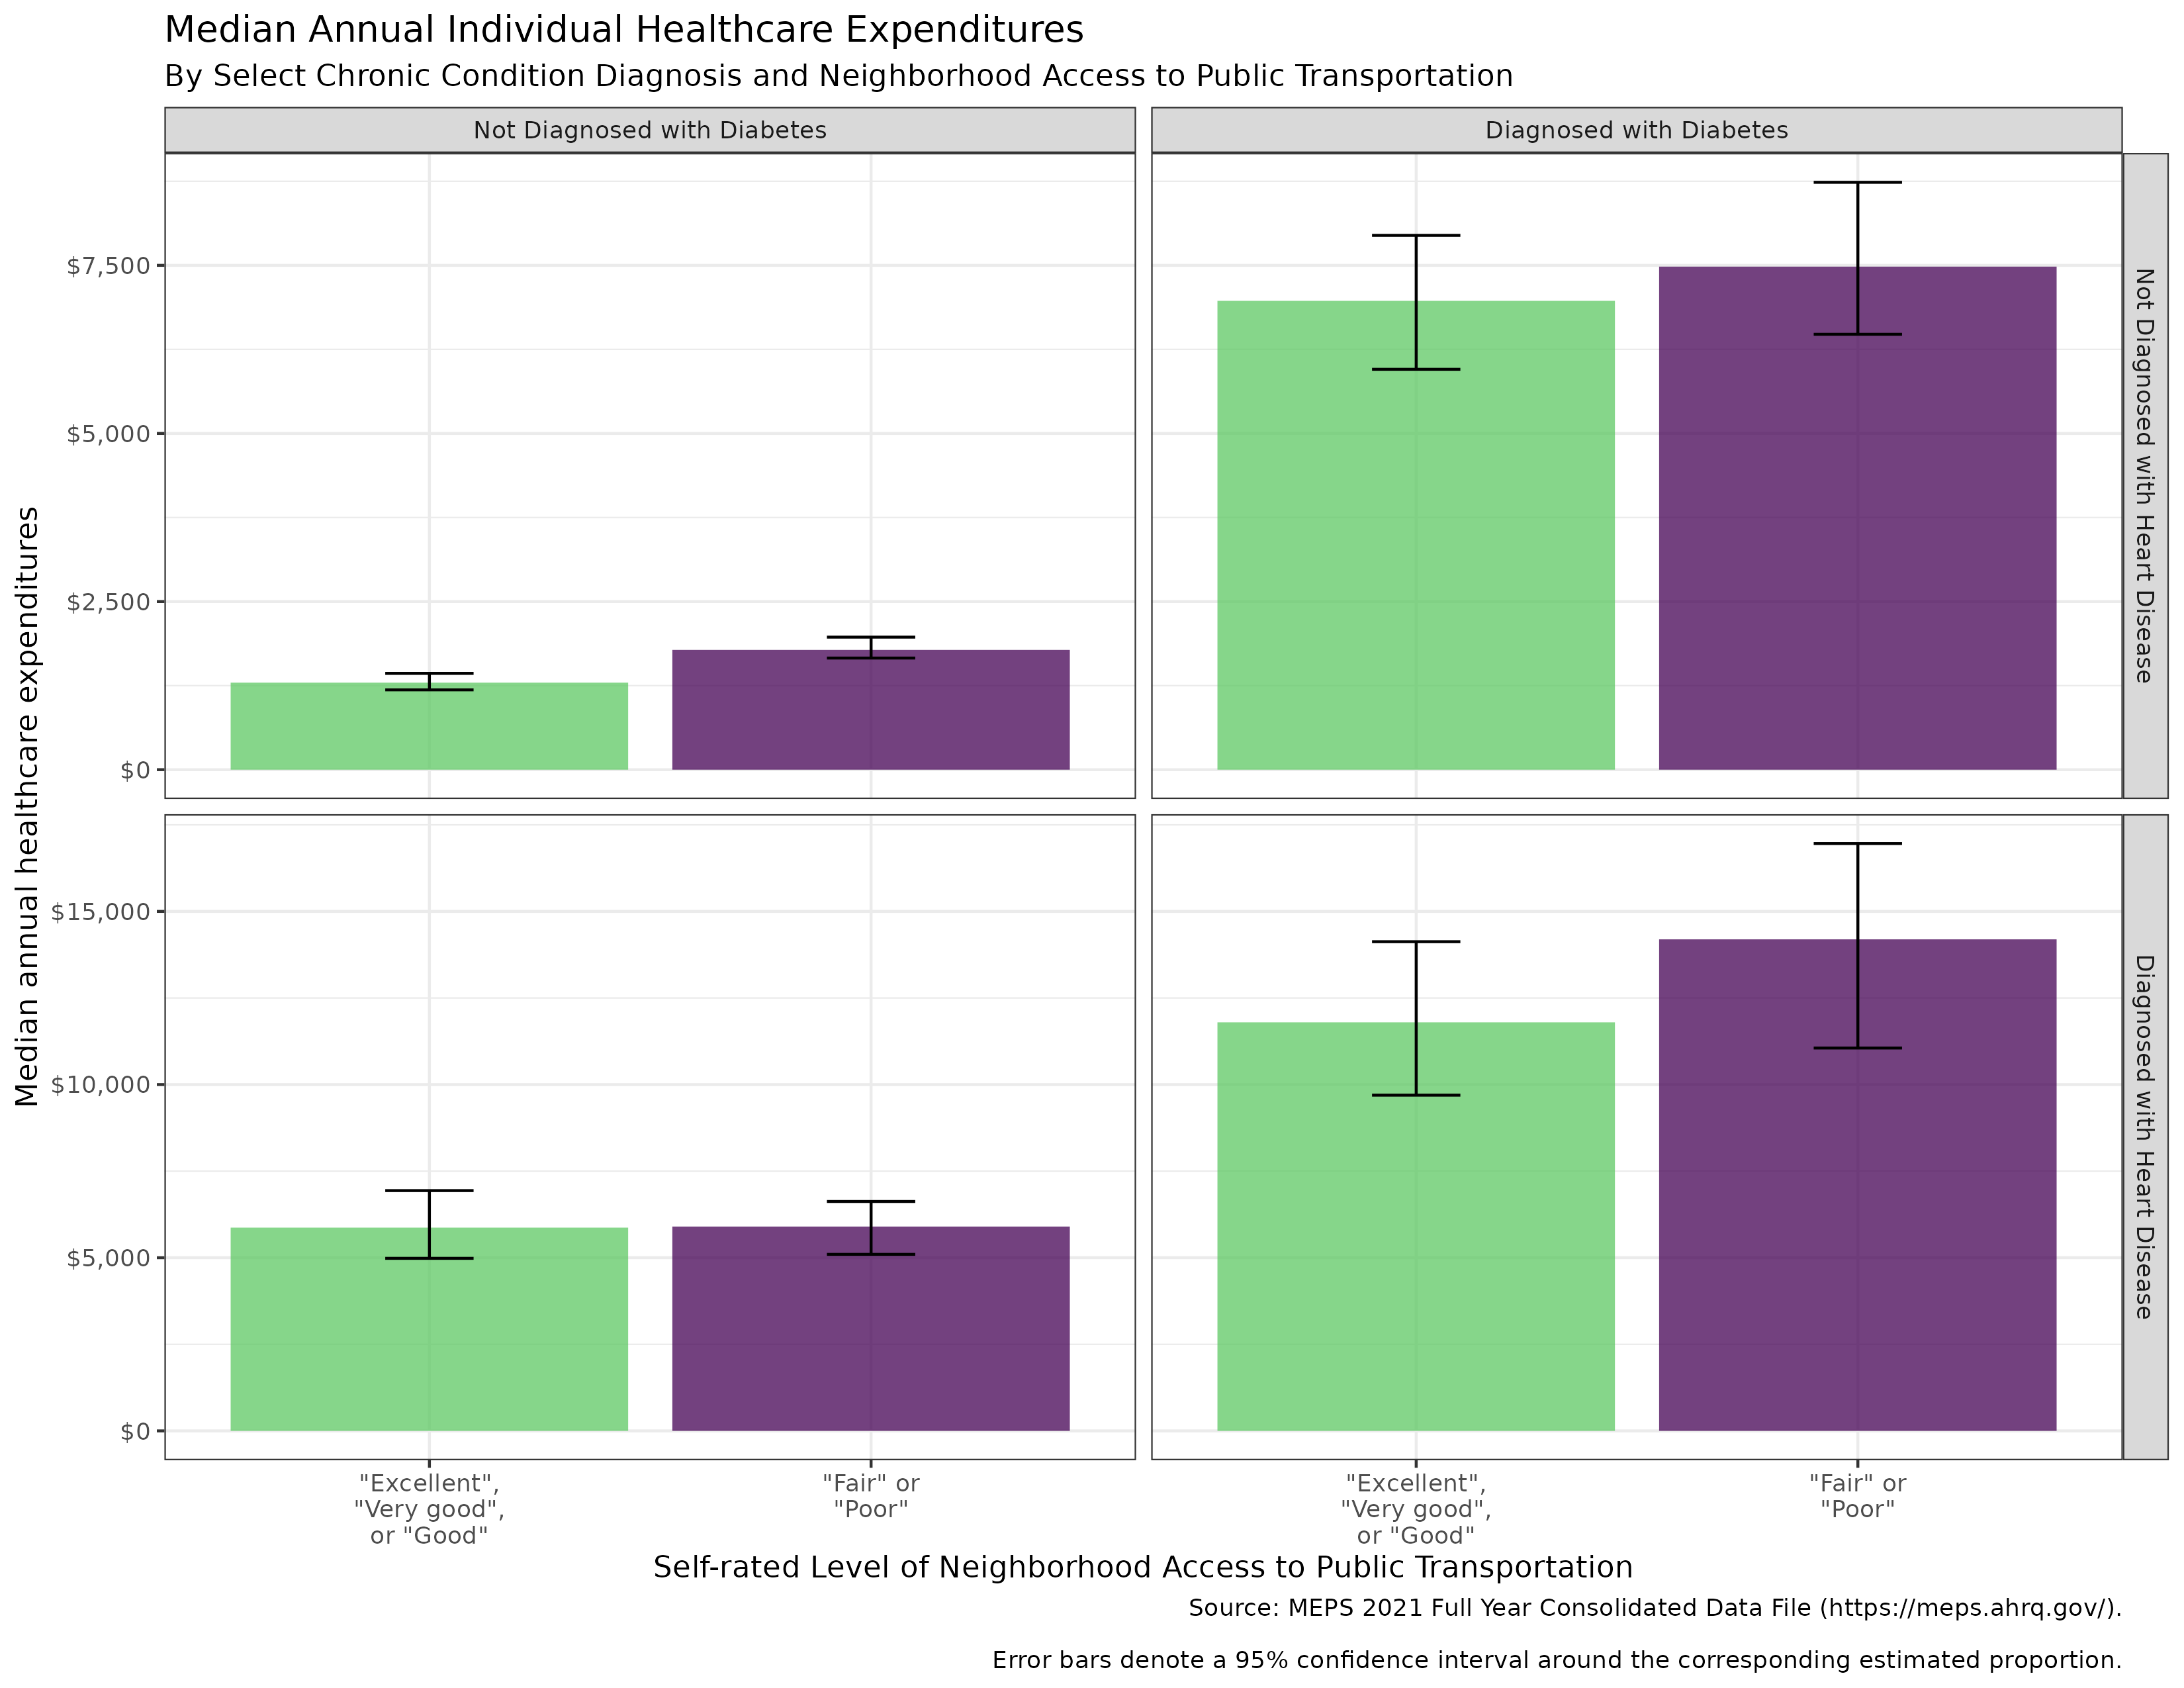 Median Annual Individual Healthcare Expenditures
By Select Chronic Condition Diagnosis and Neighborhood Access to Public Transportation
Not Diagnosed with Diabetes
Diagnosed with Diabetes
Not Diagnosed with Heart Disease
$7,500
$5,000
$2,500
$0
Median annual healthcare expenditures
Diagnosed with Heart Disease
$15,000
$10,000
$5,000
$0
"Excellent",
"Very good",
or "Good"
"Fair" or
"Poor"
"Excellent",
"Very good",
or "Good"
"Fair" or
"Poor"
Self-rated Level of Neighborhood Access to Public Transportation
Source: MEPS 2021 Full Year Consolidated Data File (https://meps.ahrq.gov/).
Error bars denote a 95% confidence interval around the corresponding estimated proportion.